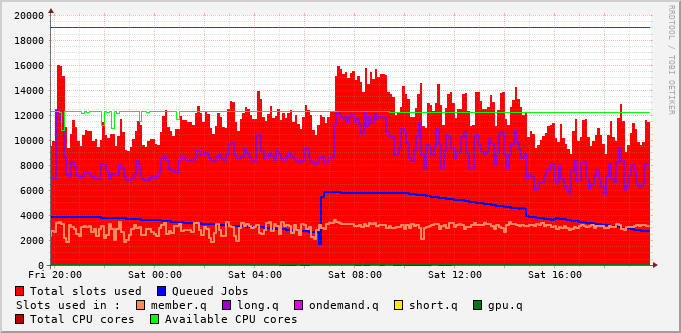 20000
18000
16000
14000
12000
10000
8000
6000
4000
2000
0
Fri 20:00 Sat 00:00 Sat 04:00 Sat 08:00 Sat 12:00 Sat 16:00
RRDTOOL / TOBI OETIKER
Total slots used Queued Jobs
Slots used in : member.q long.q ondemand.q short.q gpu.q
Total CPU cores Available CPU cores